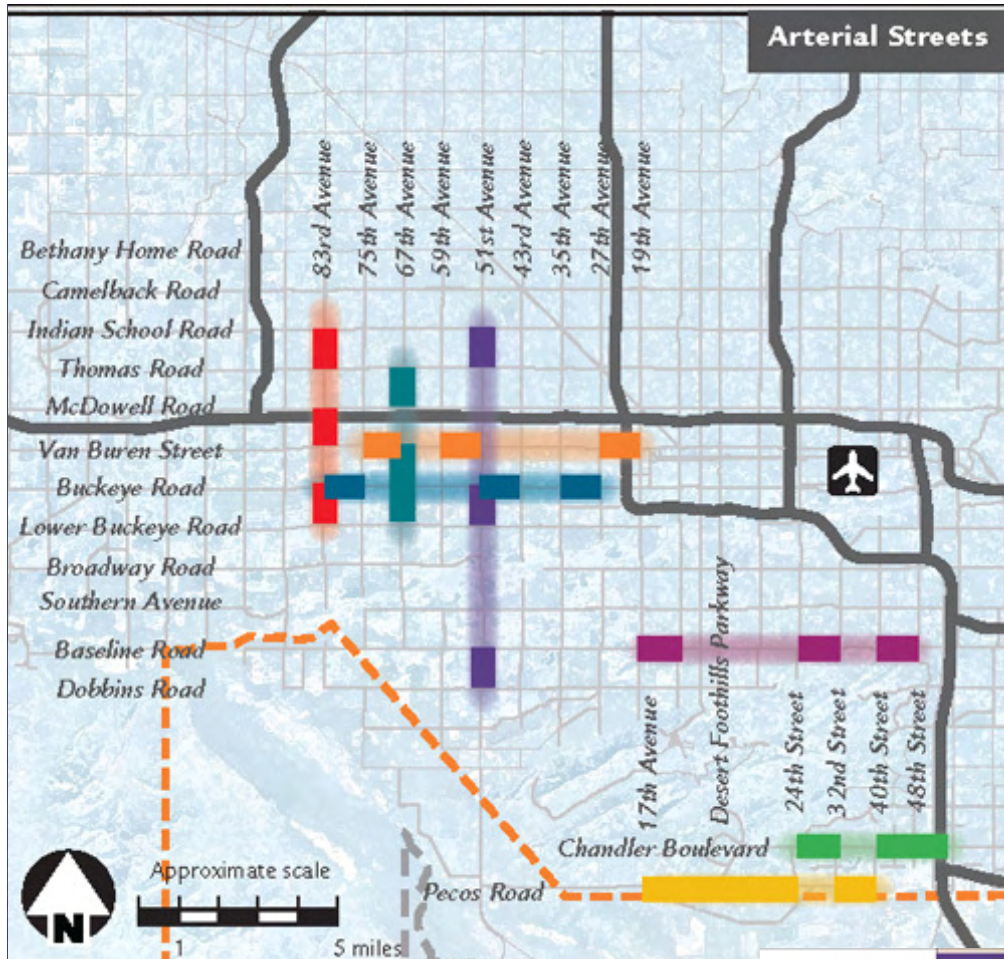 Arterial Streets
83rd Avenue
75th Avenue
67th Avenue
59th Avenue
51st Avenue
43rd Avenue
35th Avenue
27th Avenue
19th Avenue
Bethany Home Road
Camelback Road
Indian School Road
Thomas Road
McDowell Road
Van Buren Street
Buckeye Road
Lower Buckeye Road
Broadway Road
Southern Avenue
Baseline Road
Dobbins Road
17th Avenue
Desert Foothills Parkway
24th Street
32nd Street
40th Street
48th Street
Chandler Boulevard
Pecos Road
Approximate scale
1 5 miles
N